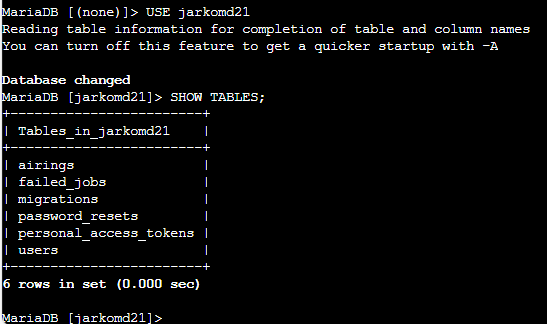 MariaDB [(none)]> USE jarkomd21
Reading table information for completion of table and column names
You can turn off this feature to get a quicker startup with -A
Database changed
MariaDB [jarkomd21]> SHOW TABLES;
+------------------------+
| Tables_in_jarkomd21    |
+------------------------+
| airings                |
| failed_jobs            |
| migrations             |
| password_resets        |
| personal_access_tokens |
| users                  |
+------------------------+
6 rows in set (0.000 sec)
MariaDB [jarkomd21]>